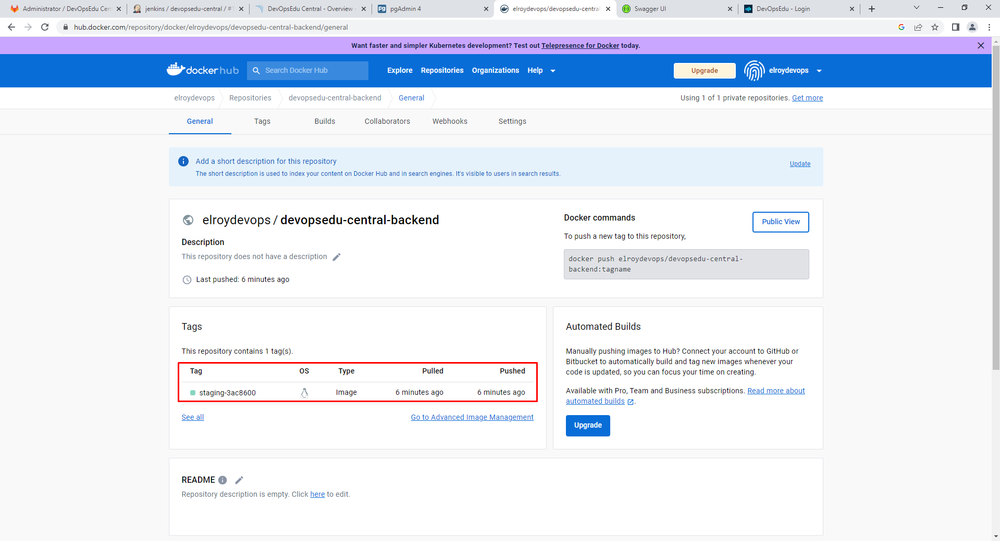 Administrator / DevOpsEdu Cen
jenkins / devopsedu-central / #1
DevOpsEdu Central - Overview -
pgAdmin 4
elroydevops/devopsedu-central
Swagger UI
DevOpsEdu - Login
hub.docker.com/repository/docker/elroydevops/devopsedu-central-backend/general
Want faster and simpler Kubernetes development? Test out Telepresence for Docker today.
docker hub
Search Docker Hub
Explore
Repositories
Organizations
Help
Upgrade
elroydevops
elroydevops
Repositories
devopsedu-central-backend
General
Using 1 of 1 private repositories. Get more
General
Tags
Builds
Collaborators
Webhooks
Settings
Add a short description for this repository
The short description is used to index your content on Docker Hub and in search engines. It's visible to users in search results.
Update
elroydevops / devopsedu-central-backend
Description
This repository does not have a description
Last pushed: 6 minutes ago
Docker commands
Public View
To push a new tag to this repository,
docker push elroydevops/devopsedu-central-
backend:tagname
Tags
This repository contains 1 tag(s).
Tag OS Type Pulled Pushed
staging-3ac8600 Image 6 minutes ago 6 minutes ago
See all
Go to Advanced Image Management
Automated Builds
Manually pushing images to Hub? Connect your account to GitHub or
Bitbucket to automatically build and tag new images whenever your
code is updated, so you can focus your time on creating.
Available with Pro, Team and Business subscriptions. Read more about
automated builds.
Upgrade
README
Repository description is empty. Click here to edit.